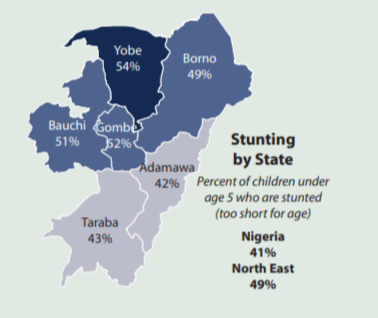 Yobe
54%
Borno
49%
Bauchi
51%
Gombe
52%
Adamawa
42%
Taraba
43%
Stunting
by State
Percent of children under
age 5 who are stunted
(too short for age)
Nigeria
41%
North East
49%